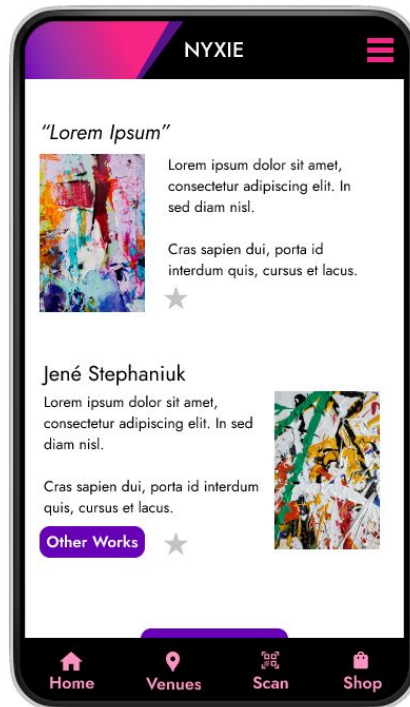 NYXIE
“Lorem Ipsum”
Lorem ipsum dolor sit amet,
consectetur adipiscing elit. In
sed diam nisl.
Cras sapien dui, porta id
interdum quis, cursus et lacus.
Jené Stephaniuk
Lorem ipsum dolor sit amet,
consectetur adipiscing elit. In sed
diam nisl.
Cras sapien dui, porta id interdum
quis, cursus et lacus.
Other Works
Home
Venues
Scan
Shop